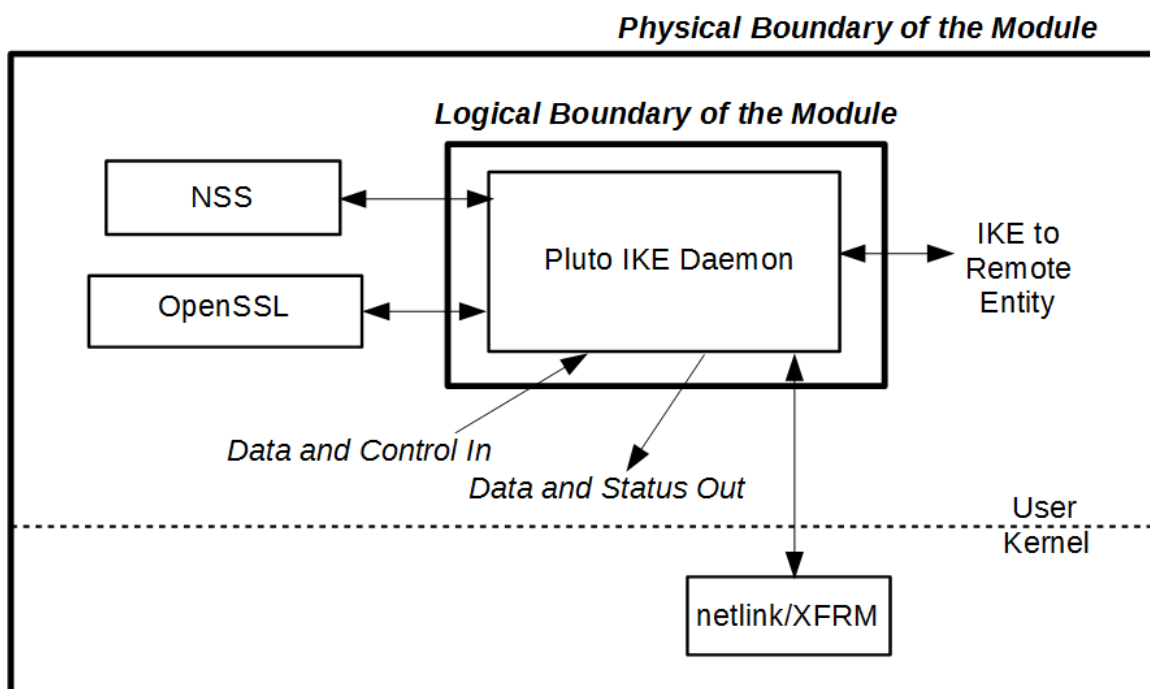 Physical Boundary of the Module
Logical Boundary of the Module
NSS
Pluto IKE Daemon
IKE to
Remote
Entity
OpenSSL
Data and Control In
Data and Status Out
User
Kernel
netlink/XFRM